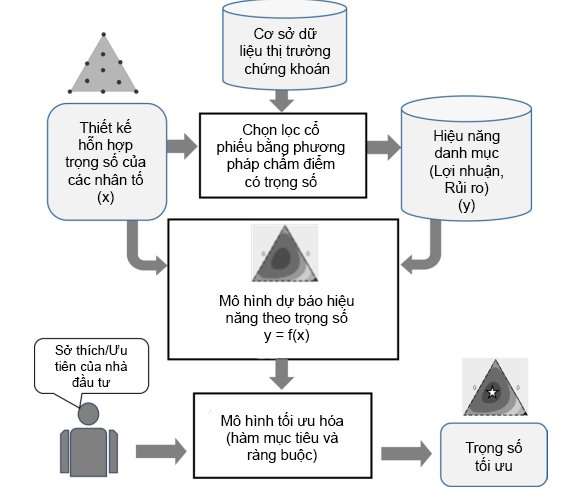 Cơ sở dữ
liệu thị trường
chứng khoán
Thiết kế
hỗn hợp
trọng số của
các nhân tố
(x)
Chọn lọc cổ
phiếu bằng phương
pháp chấm điểm
có trọng số
Hiệu năng
danh mục
(Lợi nhuận,
Rủi ro)
(y)
Mô hình dự báo hiệu
năng theo trọng số
y = f(x)
Sở thích/Ưu
tiên của nhà
đầu tư
Mô hình tối ưu hóa
(hàm mục tiêu và
ràng buộc)
Trọng số
tối ưu